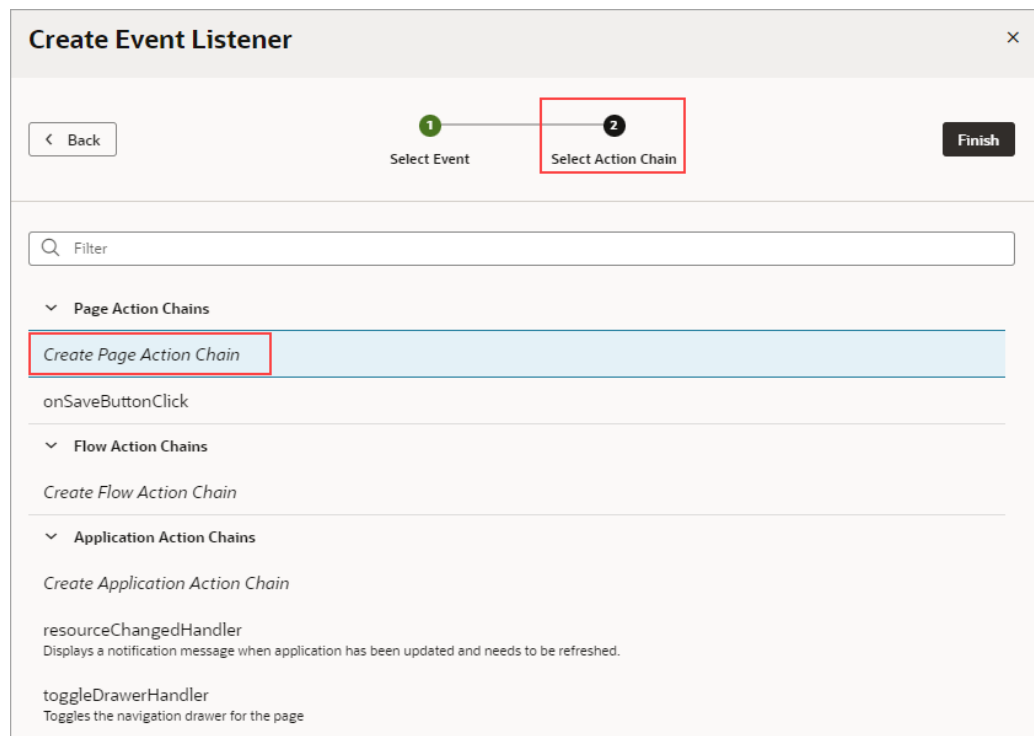 Create Event Listener
Back
1
2
Finish
Select Event
Select Action Chain
Filter
Page Action Chains
Create Page Action Chain
onSaveButtonClick
Flow Action Chains
Create Flow Action Chain
Application Action Chains
Create Application Action Chain
resourceChangedHandler
Displays a notification message when application has been updated and needs to be refreshed.
toggleDrawerHandler
Toggles the navigation drawer for the page